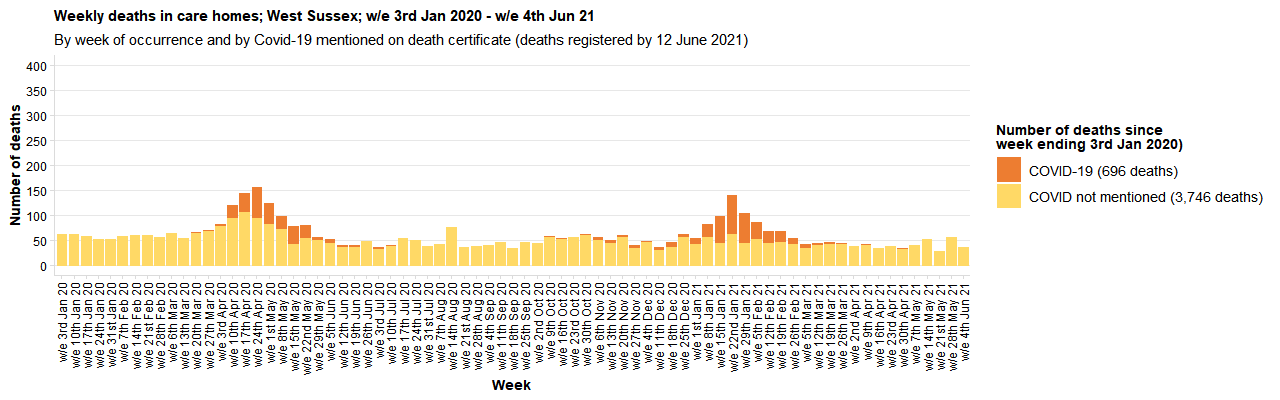 Weekly deaths in care homes; West Sussex; w/e 3rd Jan 2020 - w/e 4th Jun 21
By week of occurrence and by Covid-19 mentioned on death certificate (deaths registered by 12 June 2021)
400
350
300
250
200
150
100
50
0
Number of deaths
w/e 3rd Jan 20
w/e 10th Jan 20
w/e 17th Jan 20
w/e 24th Jan 20
w/e 31st Jan 20
w/e 7th Feb 20
w/e 14th Feb 20
w/e 21st Feb 20
w/e 28th Feb 20
w/e 6th Mar 20
w/e 13th Mar 20
w/e 20th Mar 20
w/e 27th Mar 20
w/e 3rd Apr 20
w/e 10th Apr 20
w/e 17th Apr 20
w/e 24th Apr 20
w/e 1st May 20
w/e 8th May 20
w/e 15th May 20
w/e 22nd May 20
w/e 29th May 20
w/e 5th Jun 20
w/e 12th Jun 20
w/e 19th Jun 20
w/e 26th Jun 20
w/e 3rd Jul 20
w/e 10th Jul 20
w/e 17th Jul 20
w/e 24th Jul 20
w/e 31st Jul 20
w/e 7th Aug 20
w/e 14th Aug 20
w/e 21st Aug 20
w/e 28th Aug 20
w/e 4th Sep 20
w/e 11th Sep 20
w/e 18th Sep 20
w/e 25th Sep 20
w/e 2nd Oct 20
w/e 9th Oct 20
w/e 16th Oct 20
w/e 23rd Oct 20
w/e 30th Oct 20
w/e 6th Nov 20
w/e 13th Nov 20
w/e 20th Nov 20
w/e 27th Nov 20
w/e 4th Dec 20
w/e 11th Dec 20
w/e 18th Dec 20
w/e 25th Dec 20
w/e 1st Jan 21
w/e 8th Jan 21
w/e 15th Jan 21
w/e 22nd Jan 21
w/e 29th Jan 21
w/e 5th Feb 21
w/e 12th Feb 21
w/e 19th Feb 21
w/e 26th Feb 21
w/e 5th Mar 21
w/e 12th Mar 21
w/e 19th Mar 21
w/e 26th Mar 21
w/e 2nd Apr 21
w/e 9th Apr 21
w/e 16th Apr 21
w/e 23rd Apr 21
w/e 30th Apr 21
w/e 7th May 21
w/e 14th May 21
w/e 21st May 21
w/e 28th May 21
w/e 4th Jun 21
Week
Number of deaths since
week ending 3rd Jan 2020)
COVID-19 (696 deaths)
COVID not mentioned (3,746 deaths)